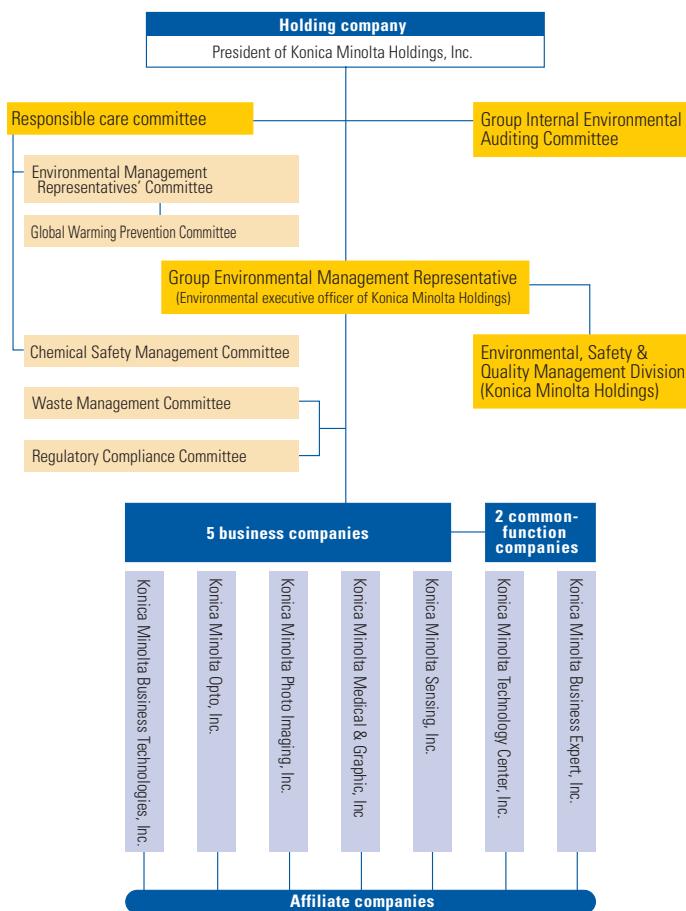 Holding company
President of Konica Minolta Holdings, Inc.
Responsible care committee
Group Internal Environmental
Auditing Committee
Environmental Management
Representatives' Committee
Global Warming Prevention Committee
Group Environmental Management Representative
(Environmental executive officer of Konica Minolta Holdings)
Chemical Safety Management Committee
Environmental, Safety &
Quality Management Division
(Konica Minolta Holdings)
Waste Management Committee
Regulatory Compliance Committee
5 business companies
2 common-
function
companies
Konica Minolta Business Technologies, Inc.
Konica Minolta Opto, Inc.
Konica Minolta Photo Imaging, Inc.
Konica Minolta Medical & Graphic, Inc
Konica Minolta Sensing, Inc.
Konica Minolta Technology Center, Inc.
Konica Minolta Business Expert, Inc.
Affiliate companies